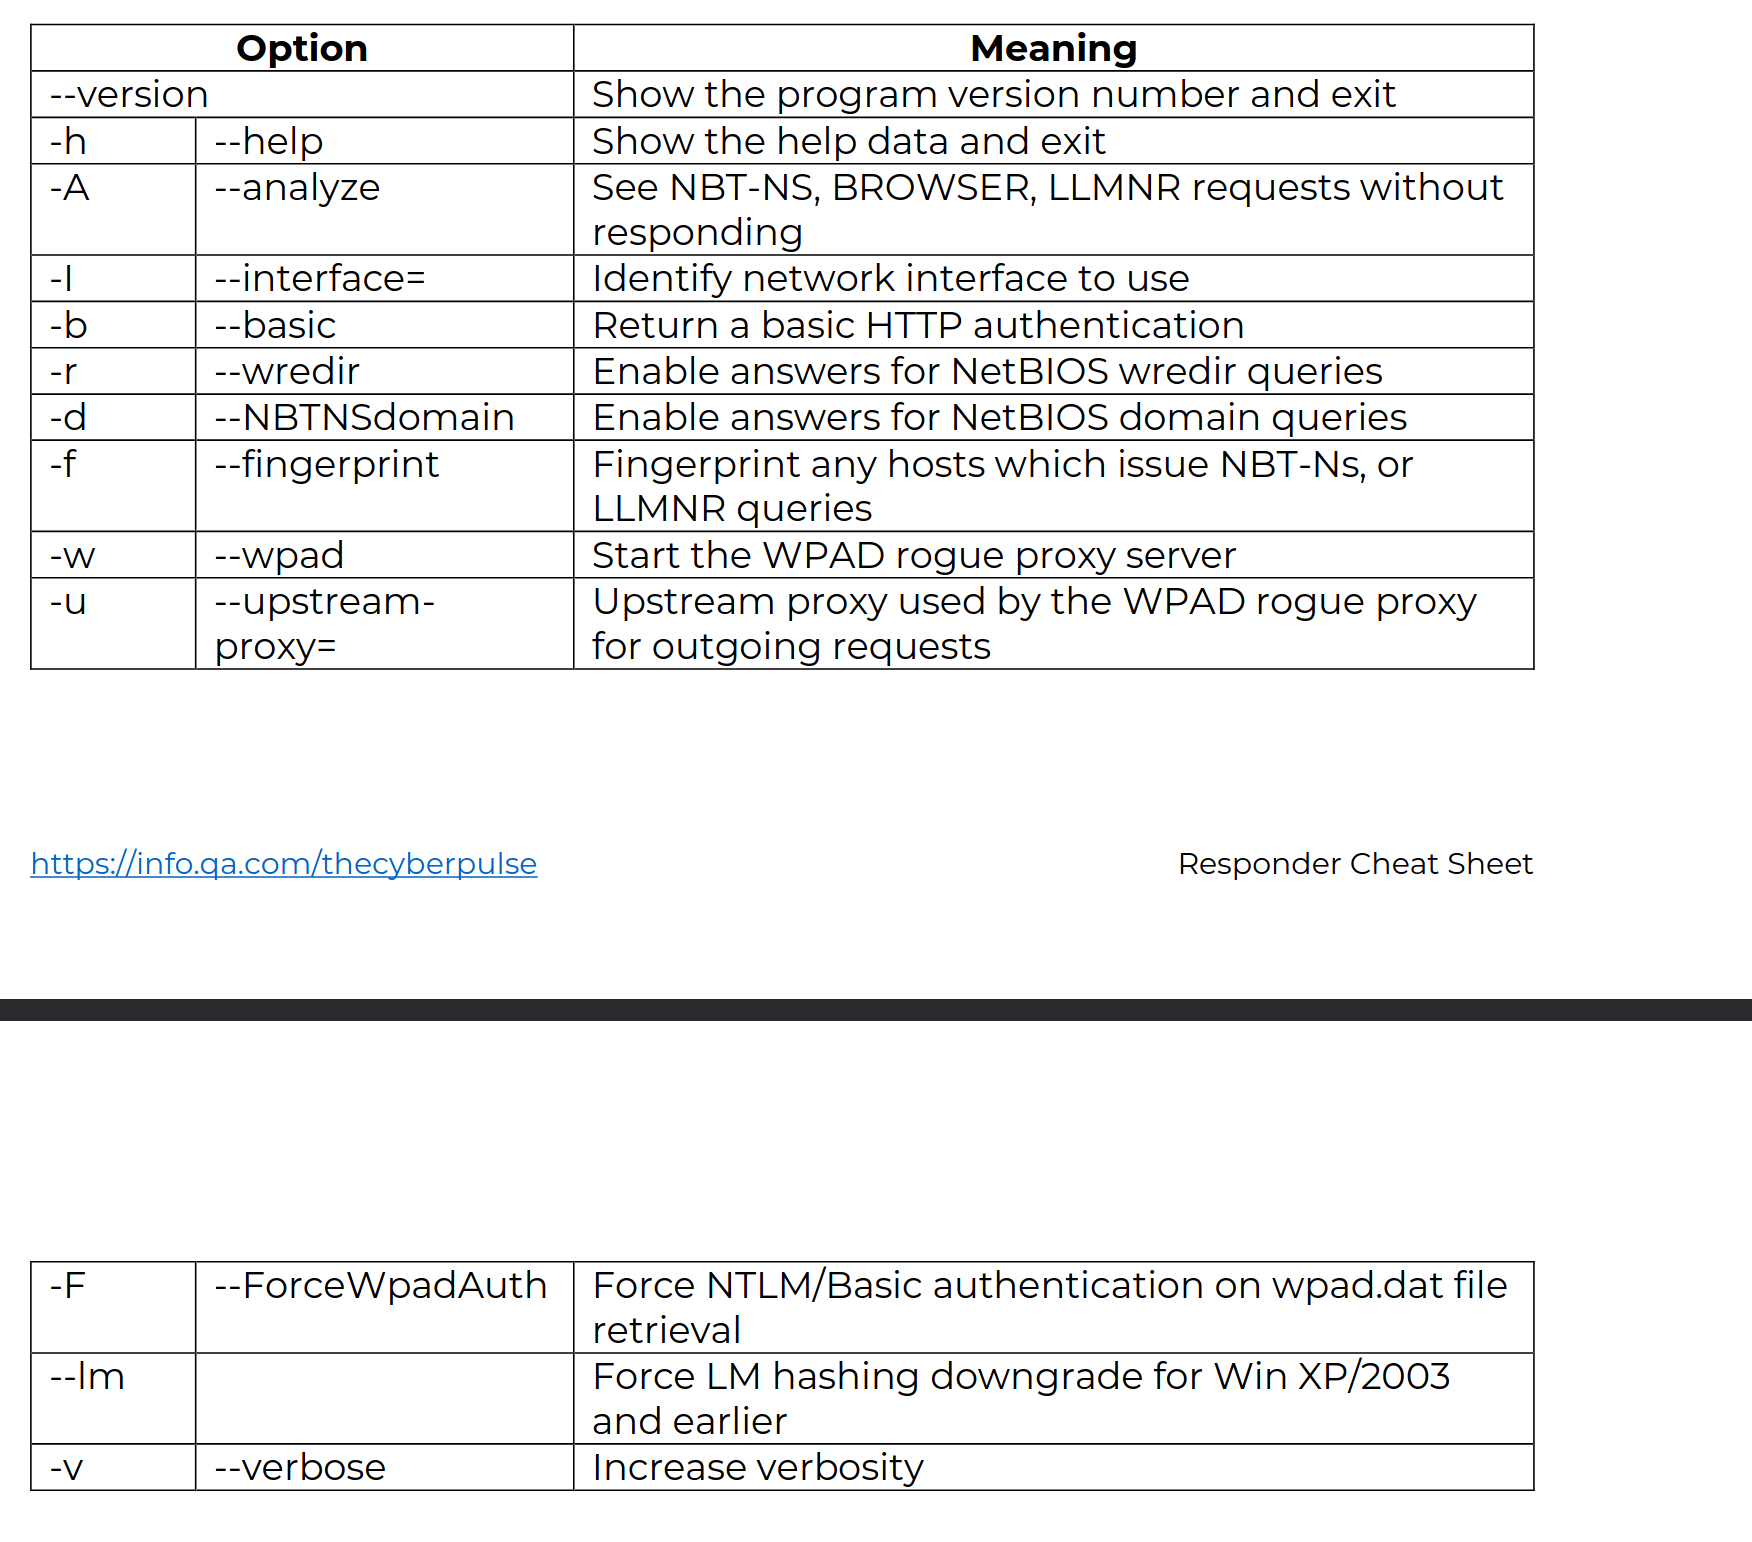 Option Meaning
--version Show the program version number and exit
-h --help Show the help data and exit
-A --analyze See NBT-NS, BROWSER, LLMNR requests without
responding
-I --interface= Identify network interface to use
-b --basic Return a basic HTTP authentication
-r --wredir Enable answers for NetBIOS wredir queries
-d --NBTNSdomain Enable answers for NetBIOS domain queries
-f --fingerprint Fingerprint any hosts which issue NBT-Ns, or
LLMNR queries
-w --wpad Start the WPAD rogue proxy server
-u --upstream- Upstream proxy used by the WPAD rogue proxy
proxy= for outgoing requests
https://info.qa.com/thecyberpulse Responder Cheat Sheet
-F --ForceWpadAuth Force NTLM/Basic authentication on wpad.dat file
retrieval
--lm Force LM hashing downgrade for Win XP/2003
and earlier
-v --verbose Increase verbosity